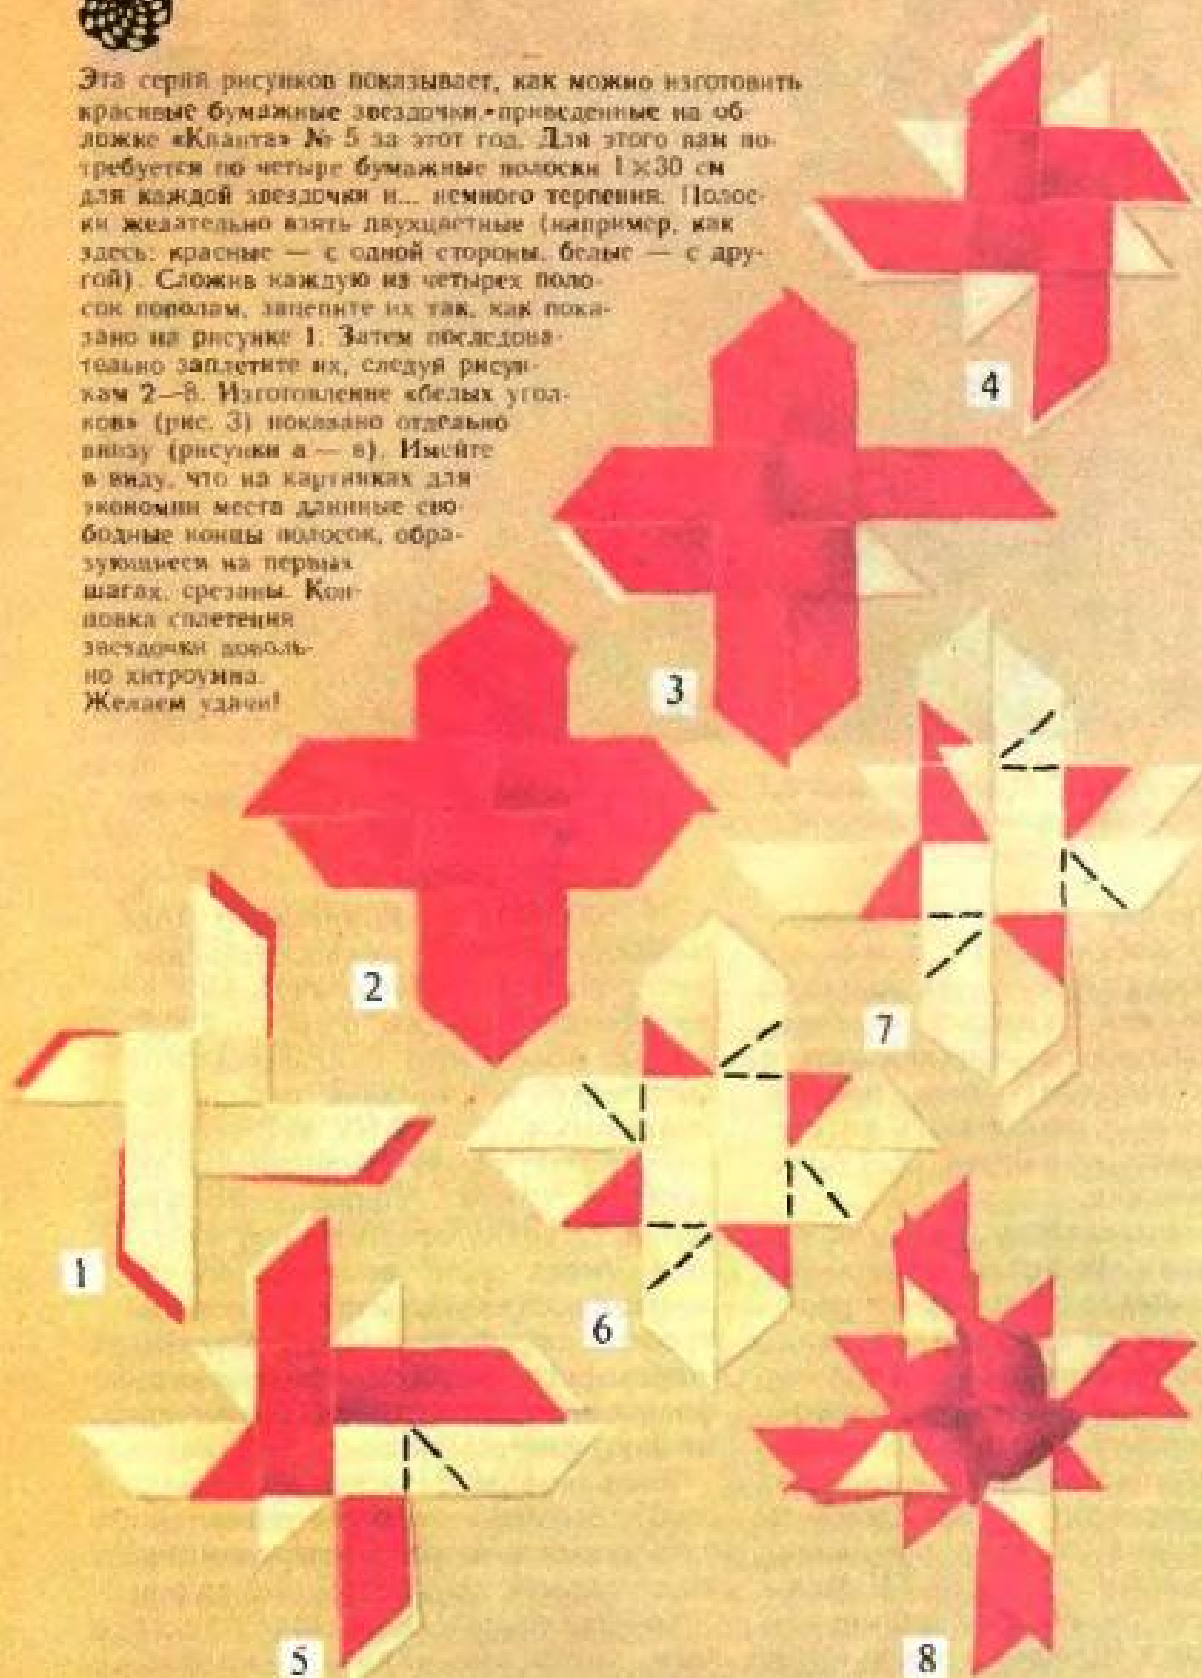 Эта серия рисунков показывает, как можно изготовить
красивые бумажные звездочки, приведенные на об-
ложке «Кванта» № 5 за этот год. Для этого вам по-
требуется по четыре бумажные полоски 1×30 см
для каждой звездочки и... немного терпения. Полос-
ки желательно взять двухцветные (например, как
здесь: красные — с одной стороны, белые — с дру-
гой). Сложив каждую из четырех поло-
сок пополам, зацепите их так, как пока-
зано на рисунке 1. Затем последова-
тельно заплетите их, следуя рисун-
кам 2—8. Изготовление «белых угол-
ков» (рис. 3) показано отдельно
внизу (рисунки а — в). Имейте
в виду, что на картинках для
экономии места длинные сво-
бодные концы полосок, обра-
зующиеся на первых
шагах, срезаны. Кон-
цовка сплетения
звездочки доволь-
но хитроумна.
Желаем удачи!
4
3
2
7
1
6
5
8